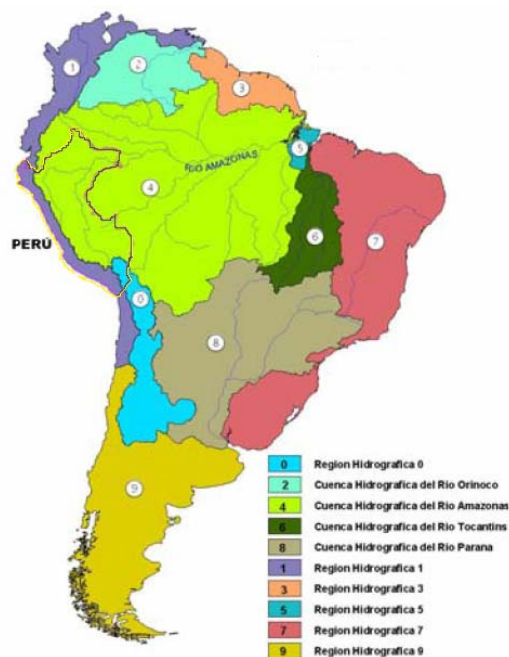 1
2
3
RIO AMAZONAS
5
4
6
7
PERÚ
0
8
9
0 Region Hidrografica 0
2 Cuenca Hidrografica del Rio Orinoco
4 Cuenca Hidrografica del Rio Amazonas
6 Cuenca Hidrografica del Rio Tocantins
8 Cuenca Hidrografica del Rio Parana
1 Region Hidrografica 1
3 Region Hidrografica 3
5 Region Hidrografica 5
7 Region Hidrografica 7
9 Region Hidrografica 9